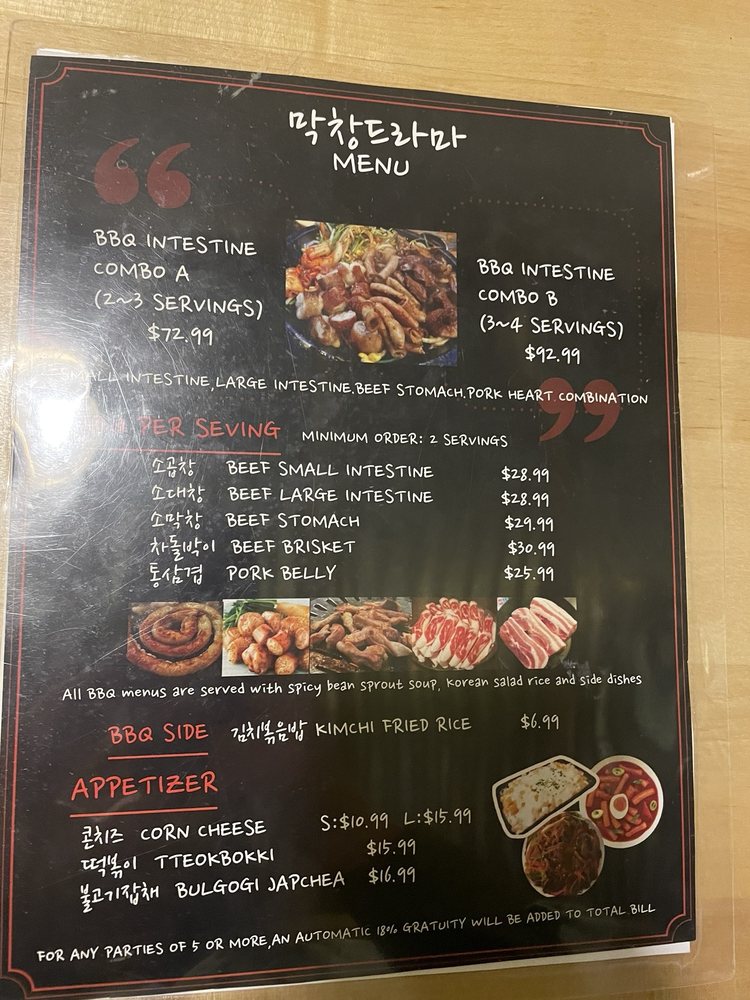 막창드라마
MENU
BBQ INTESTINE
COMBO A
(2~3 SERVINGS)
$72.99
BBQ INTESTINE
COMBO B
(3~4 SERVINGS)
$92.99
SMALL INTESTINE,LARGE INTESTINE.BEEF STOMACH.PORK HEART COMBINATION
PER SEVING MINIMUM ORDER: 2 SERVINGS
소곱창 BEEF SMALL INTESTINE $28.99
소대창 BEEF LARGE INTESTINE $28.99
소막창 BEEF STOMACH $29.99
차돌박이 BEEF BRISKET $30.99
통삼겹 PORK BELLY $25.99
All BBQ menus are served with spicy bean sprout soup, Korean salad rice and side dishes
BBQ SIDE 김치볶음밥 KIMCHI FRIED RICE $6.99
APPETIZER
콘치즈 CORN CHEESE S:$10.99 L:$15.99
떡볶이 TTEOKBOKKI $15.99
불고기잡채 BULGOGI JAPCHEA $16.99
FOR ANY PARTIES OF 5 OR MORE,AN AUTOMATIC 18% GRATUITY WILL BE ADDED TO TOTAL BILL